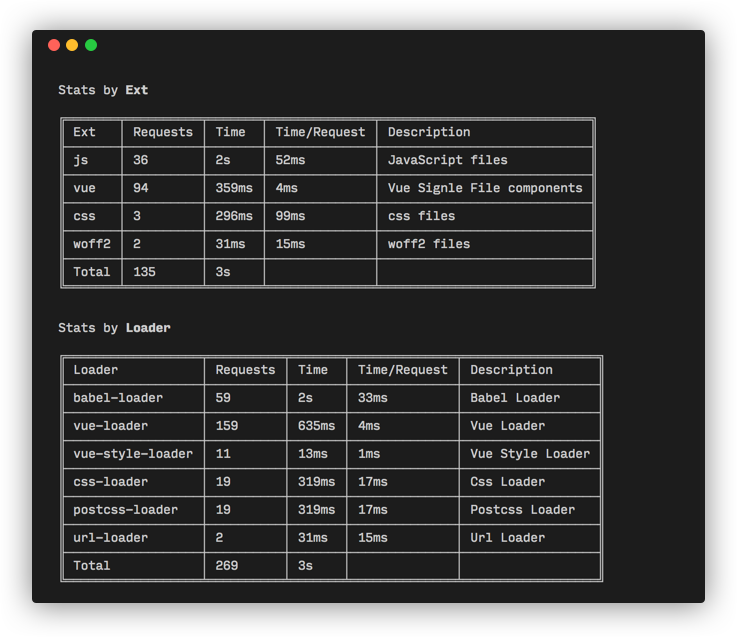 Stats by Ext
Ext Requests Time Time/Request Description
js 36 2s 52ms JavaScript files
vue 94 359ms 4ms Vue Signle File components
css 3 296ms 99ms css files
woff2 2 31ms 15ms woff2 files
Total 135 3s
Stats by Loader
Loader Requests Time Time/Request Description
babel-loader 59 2s 33ms Babel Loader
vue-loader 159 635ms 4ms Vue Loader
vue-style-loader 11 13ms 1ms Vue Style Loader
css-loader 19 319ms 17ms Css Loader
postcss-loader 19 319ms 17ms Postcss Loader
url-loader 2 31ms 15ms Url Loader
Total 269 3s